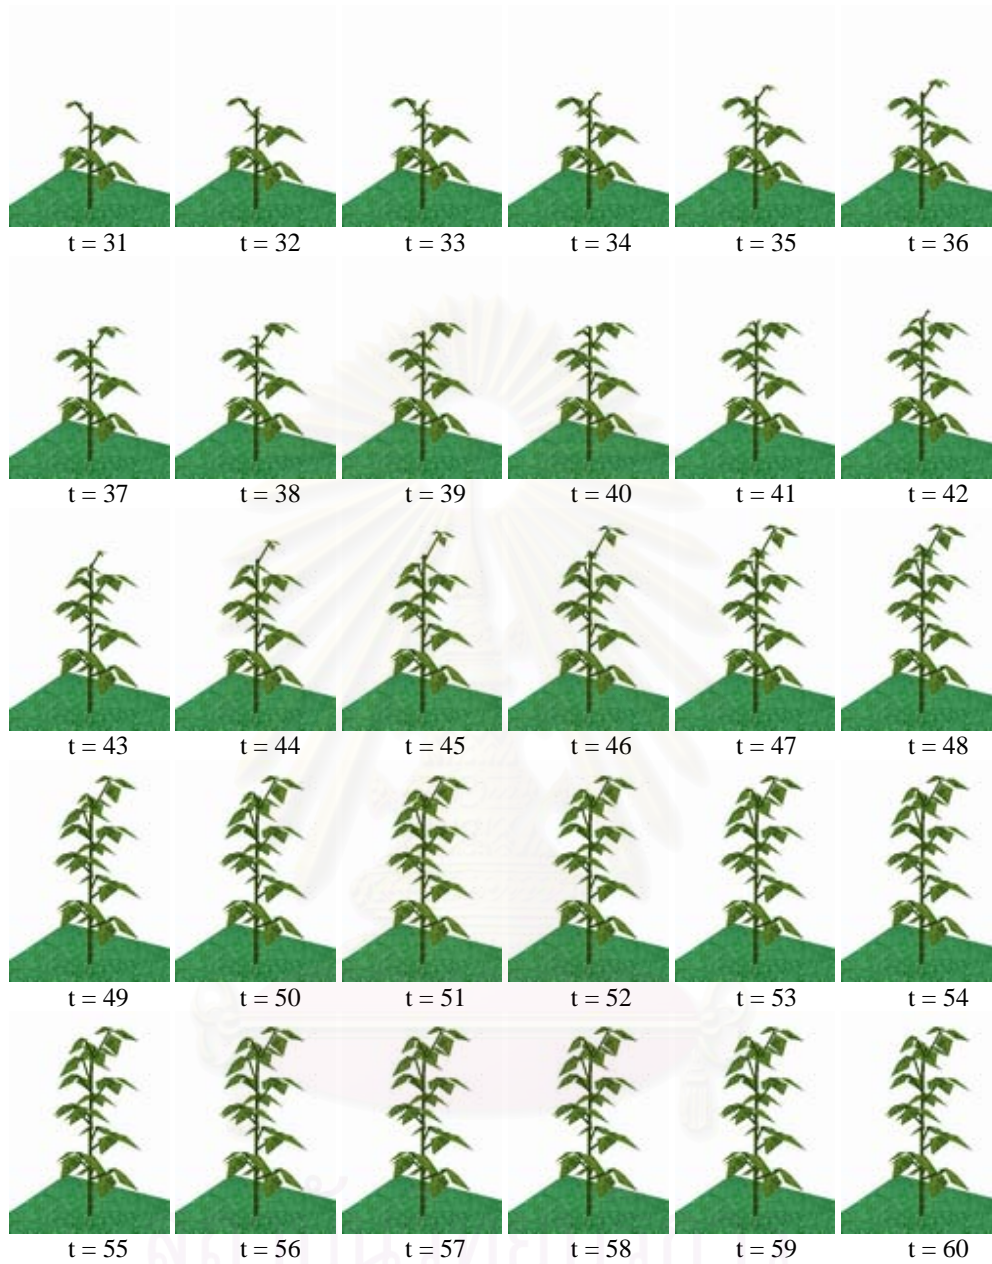 t = 31 t = 32 t = 33 t = 34 t = 35 t = 36
t = 37 t = 38 t = 39 t = 40 t = 41 t = 42
t = 43 t = 44 t = 45 t = 46 t = 47 t = 48
t = 49 t = 50 t = 51 t = 52 t = 53 t = 54
t = 55 t = 56 t = 57 t = 58 t = 59 t = 60